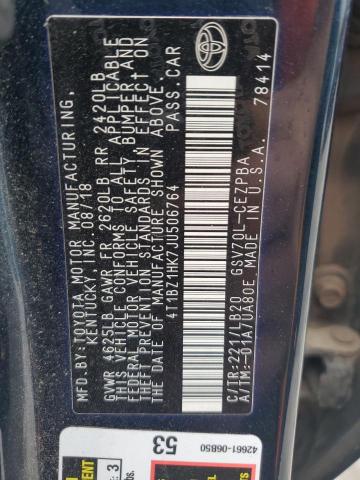 MFD.BY:TOYOTA MOTOR MANUFACTURING,
KENTUCKY, INC. 08/18
GVWR 4625LB GAWR FR 2620LB RR 2420LB
THIS VEHICLE CONFORMS TO ALL APPLICABLE
FEDERAL MOTOR VEHICLE SAFETY, BUMPER, AND
THEFT PREVENTION STANDARDS IN EFFECT ON
THE DATE OF MANUFACTURE SHOWN ABOVE.
4T1BZ1HK7JU506764 PASS.CAR
C/TR:221/LB20 GSV70L-CEZPBA
A/TM:-01A/UA80E MADE IN U.S.A.
78414
TOYOTA
42661-06B50
53
: 3